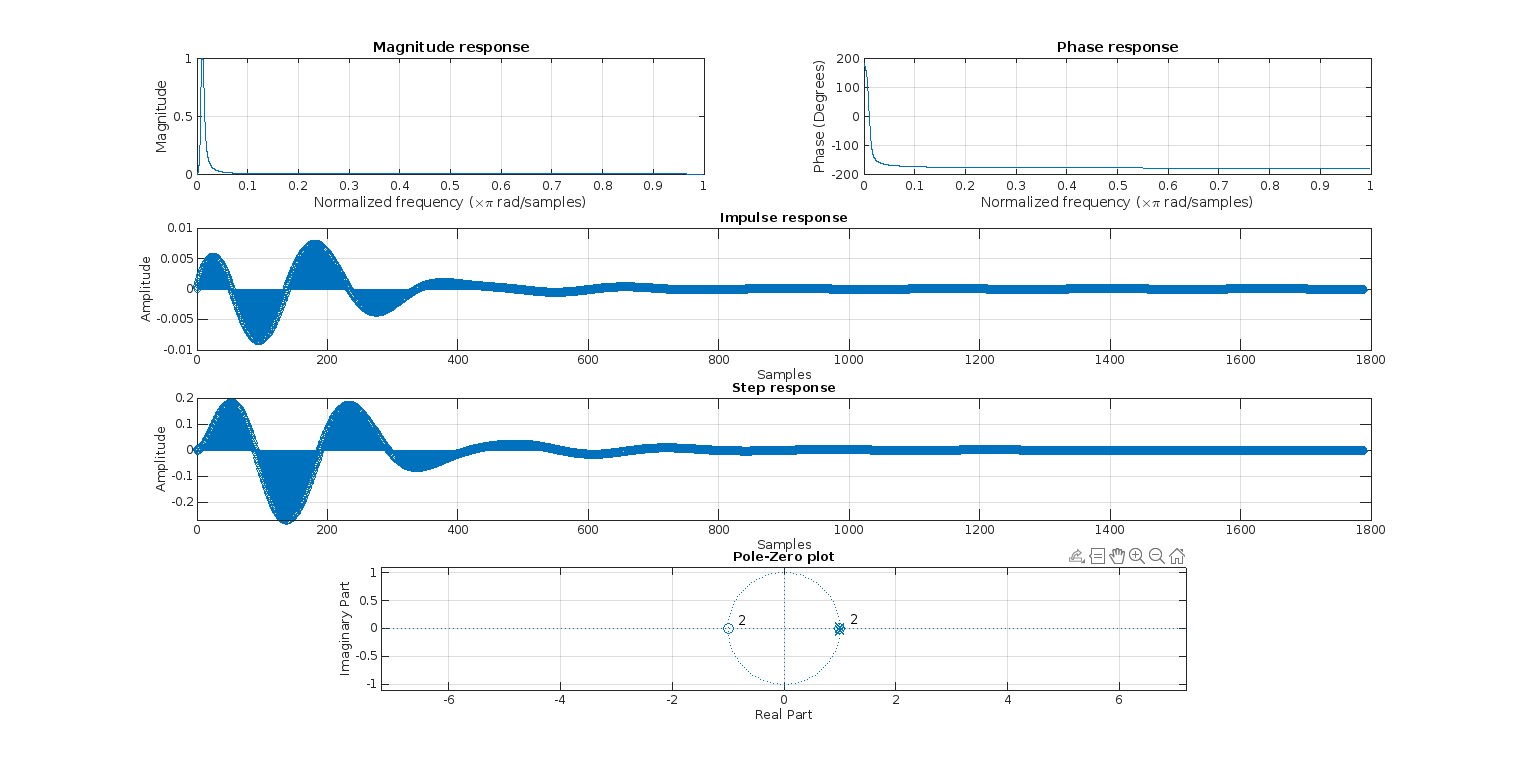 Magnitude response
Magnitude
1
0.5
0
0 0.1 0.2 0.3 0.4 0.5 0.6 0.7 0.8 0.9 1
Normalized frequency (×π rad/samples)
Phase response
Phase (Degrees)
200
100
0
-100
-200
0 0.1 0.2 0.3 0.4 0.5 0.6 0.7 0.8 0.9 1
Normalized frequency (×π rad/samples)
Impulse response
Amplitude
0.01
0.005
0
-0.005
-0.01
0 200 400 600 800 1000 1200 1400 1600 1800
Samples
Step response
Amplitude
0.2
0.1
0
-0.1
-0.2
0 200 400 600 800 1000 1200 1400 1600 1800
Samples
Pole-Zero plot
Imaginary Part
1
0.5
0
-0.5
-1
2
2
-6 -4 -2 0 2 4 6
Real Part